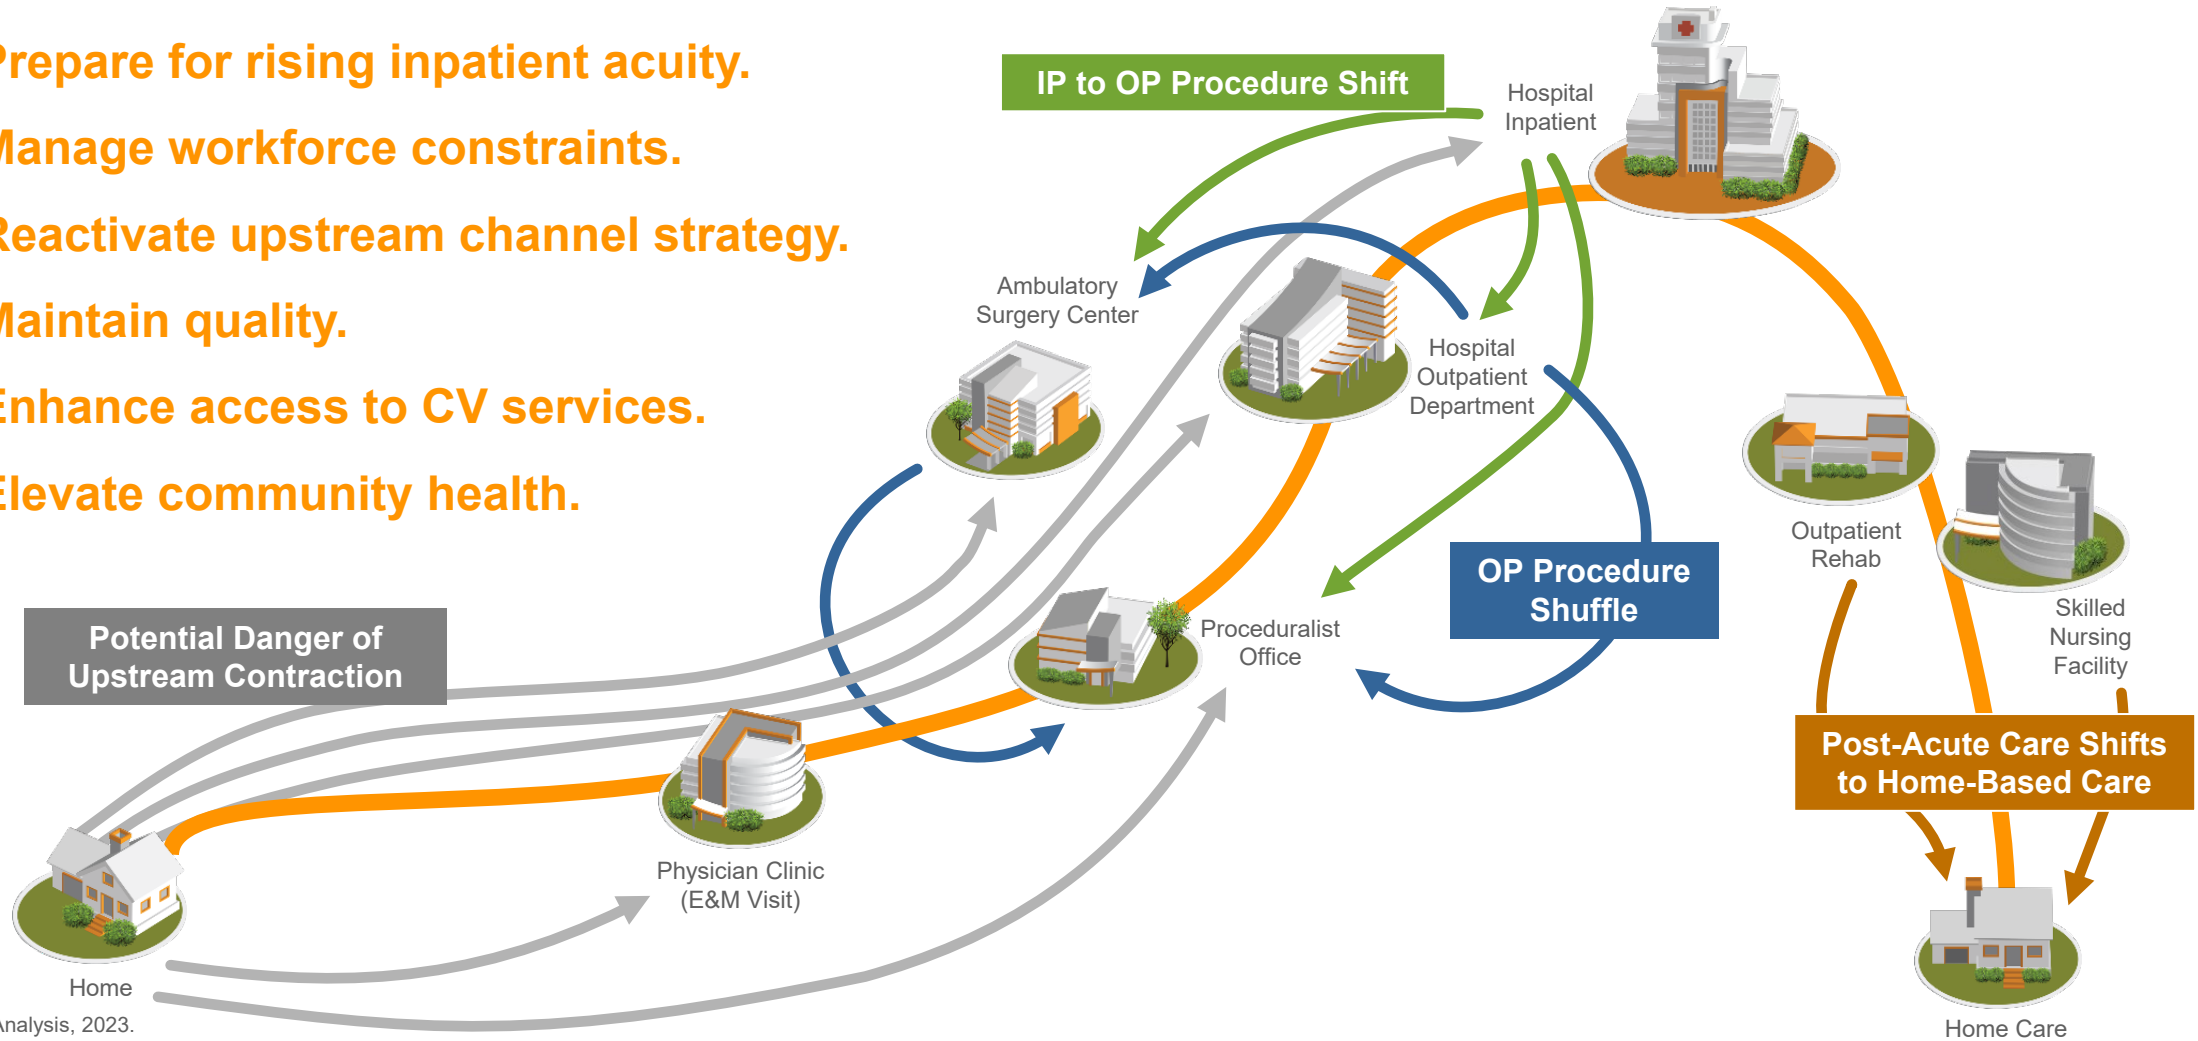 Prepare for rising inpatient acuity.
Manage workforce constraints.
Reactivate upstream channel strategy.
Maintain quality.
Enhance access to CV services.
Elevate community health.
IP to OP Procedure Shift
Hospital
Inpatient
Ambulatory
Surgery Center
Hospital
Outpatient
Department
Outpatient
Rehab
OP Procedure
Shuffle
Skilled
Nursing
Facility
Potential Danger of
Upstream Contraction
Proceduralist
Office
Post-Acute Care Shifts
to Home-Based Care
Physician Clinic
(E&M Visit)
Home
Analysis, 2023.
Home Care